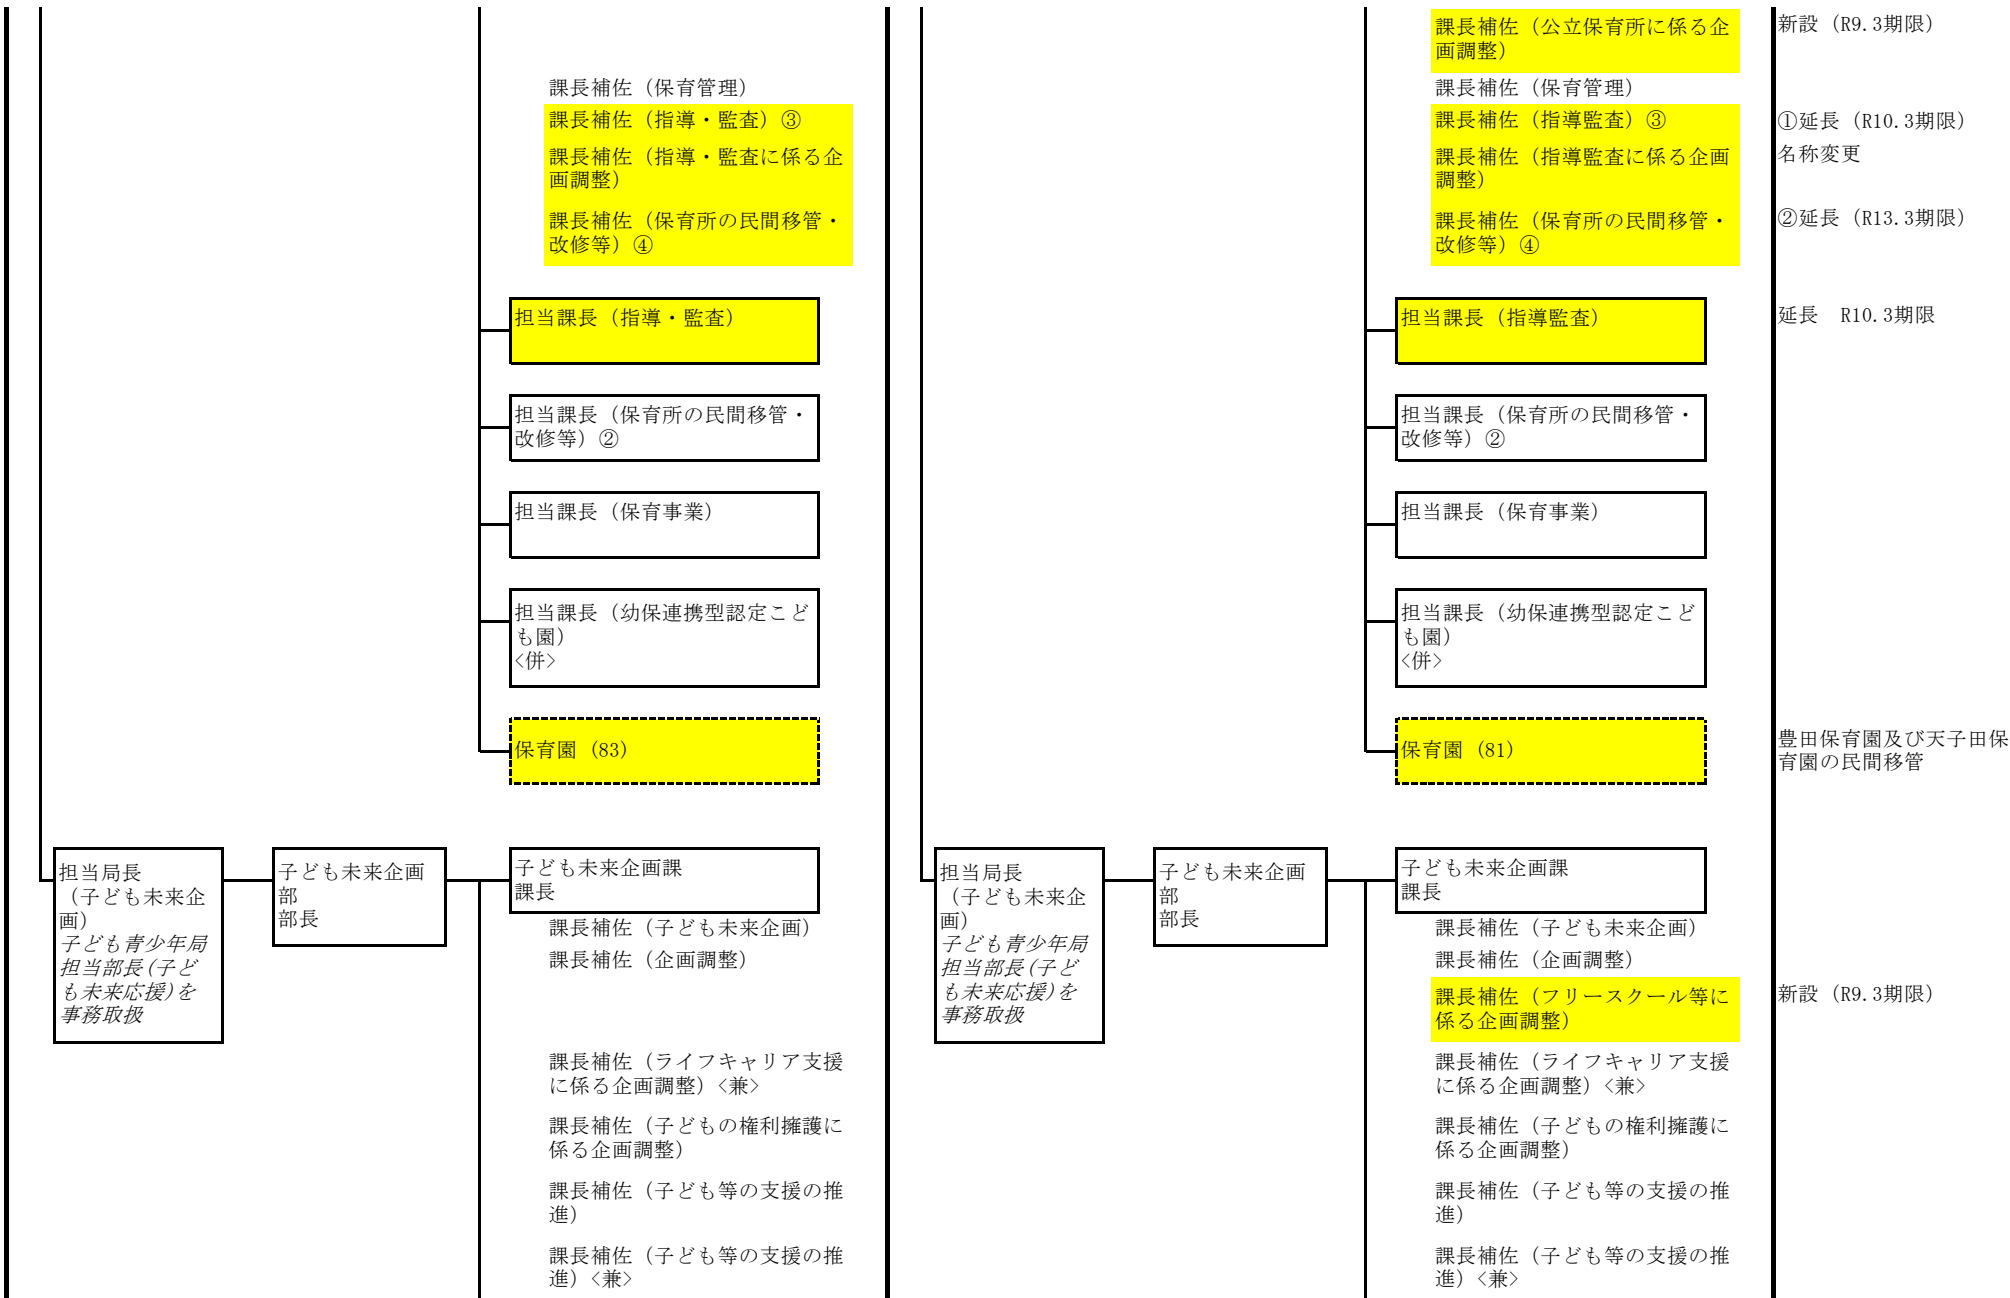 課長補佐（保育管理）
課長補佐（指導・監査）③
課長補佐（指導・監査に係る企
画調整）
課長補佐（保育所の民間移管・
改修等）④
担当課長（指導・監査）
担当課長（保育所の民間移管・
改修等）②
担当課長（保育事業）
担当課長（幼保連携型認定こど
も園）
<併>
保育園（83）
担当局長
（子ども未来企
画）
子ども青少年局
担当部長(子ど
も未来応援)を
事務取扱
子ども未来企画
部
部長
子ども未来企画課
課長
課長補佐（子ども未来企画）
課長補佐（企画調整）
課長補佐（ライフキャリア支援
に係る企画調整）<兼>
課長補佐（子どもの権利擁護に
係る企画調整）
課長補佐（子ども等の支援の推
進）
課長補佐（子ども等の支援の推
進）<兼>
課長補佐（公立保育所に係る企
画調整）
課長補佐（保育管理）
課長補佐（指導監査）③
課長補佐（指導監査に係る企画
調整）
課長補佐（保育所の民間移管・
改修等）④
担当課長（指導監査）
担当課長（保育所の民間移管・
改修等）②
担当課長（保育事業）
担当課長（幼保連携型認定こど
も園）
<併>
保育園（81）
担当局長
（子ども未来企
画）
子ども青少年局
担当部長(子ど
も未来応援)を
事務取扱
子ども未来企画
部
部長
子ども未来企画課
課長
課長補佐（子ども未来企画）
課長補佐（企画調整）
課長補佐（フリースクール等に
係る企画調整）
課長補佐（ライフキャリア支援
に係る企画調整）<兼>
課長補佐（子どもの権利擁護に
係る企画調整）
課長補佐（子ども等の支援の推
進）
課長補佐（子ども等の支援の推
進）<兼>
新設（R9.3期限）
①延長（R10.3期限）
名称変更
②延長（R13.3期限）
延長　R10.3期限
豊田保育園及び天子田保
育園の民間移管
新設（R9.3期限）